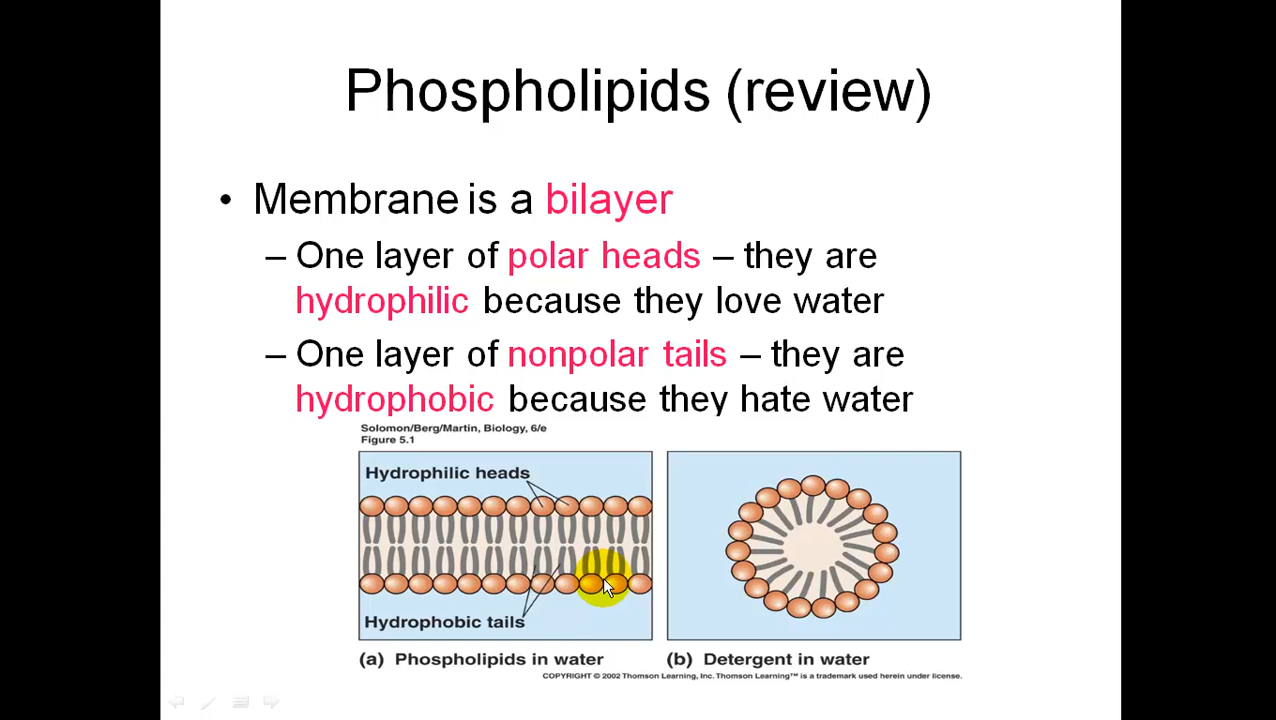 Phospholipids (review)
• Membrane is a bilayer
– One layer of polar heads – they are
hydrophilic because they love water
– One layer of nonpolar tails – they are
hydrophobic because they hate water
Solomon/Berg/Martin, Biology, 6/e
Figure 5.1
Hydrophilic heads
Hydrophobic tails
(a) Phospholipids in water
(b) Detergent in water
COPYRIGHT © 2002 Thomson Learning, Inc. Thomson Learning™ is a trademark used herein under license.